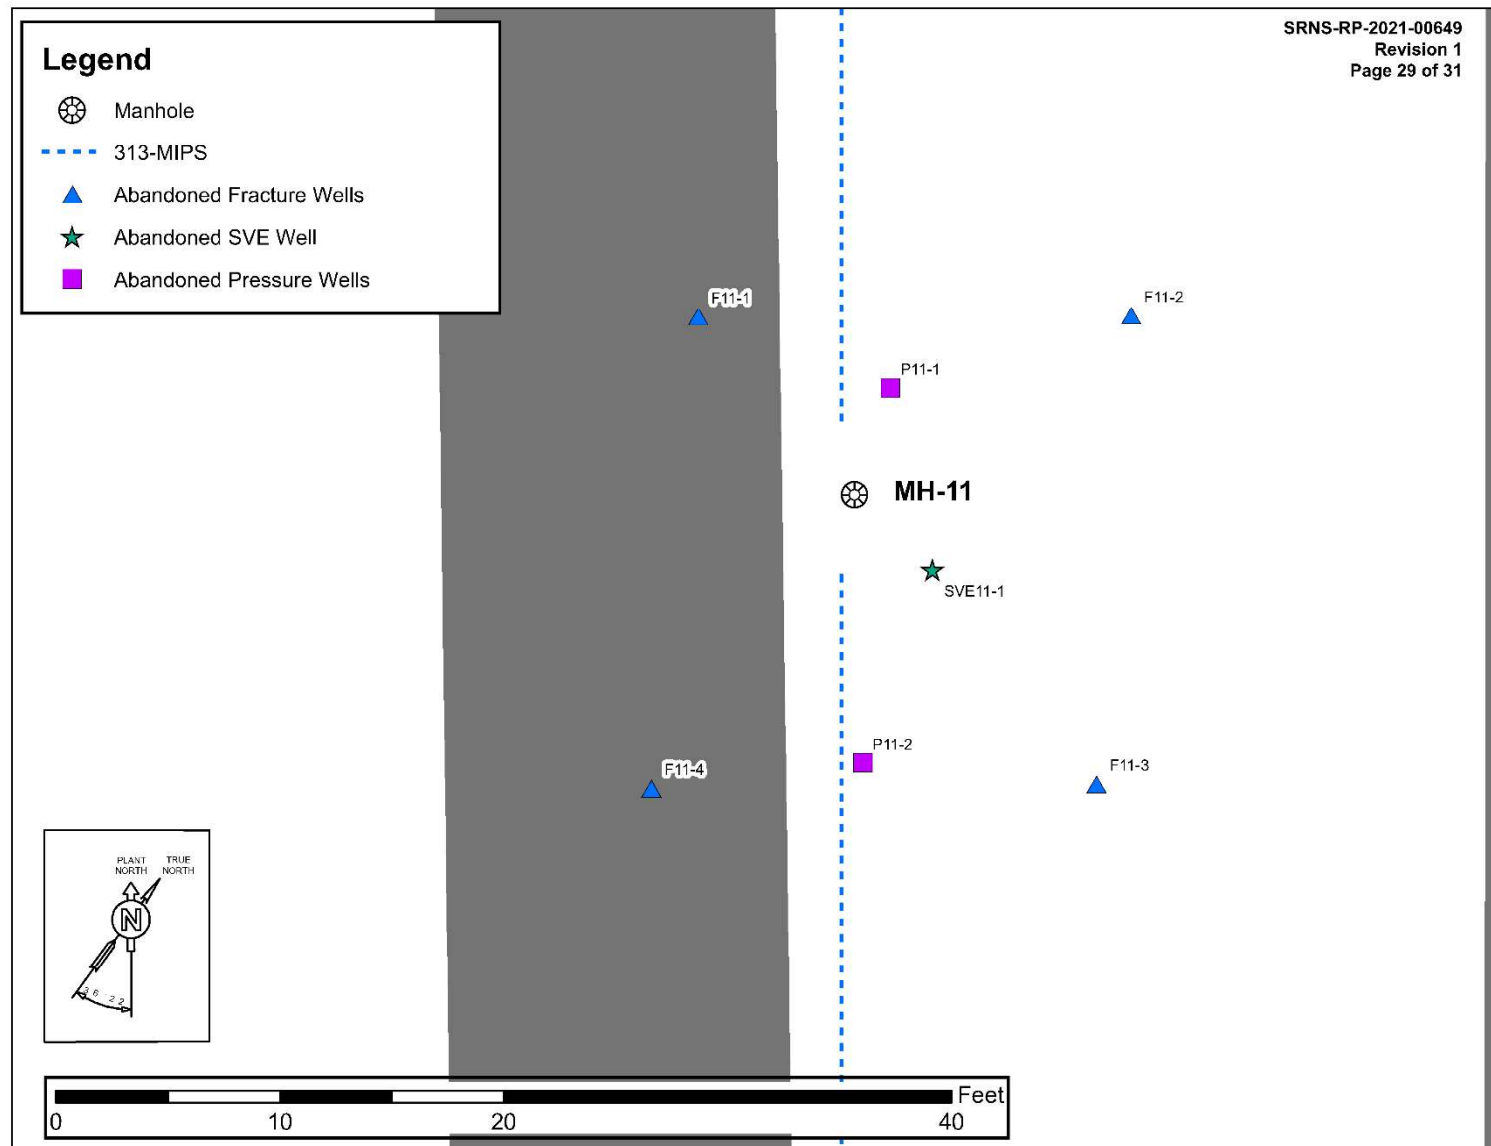 SRNS-RP-2021-00649
Revision 1
Page 29 of 31
Legend
Manhole
313-MIPS
Abandoned Fracture Wells
Abandoned SVE Well
Abandoned Pressure Wells
F11-1
F11-2
P11-1
MH-11
SVE11-1
P11-2
F11-3
F11-4
PLANT NORTH
TRUE NORTH
N
36 22
Feet
0 10 20 40